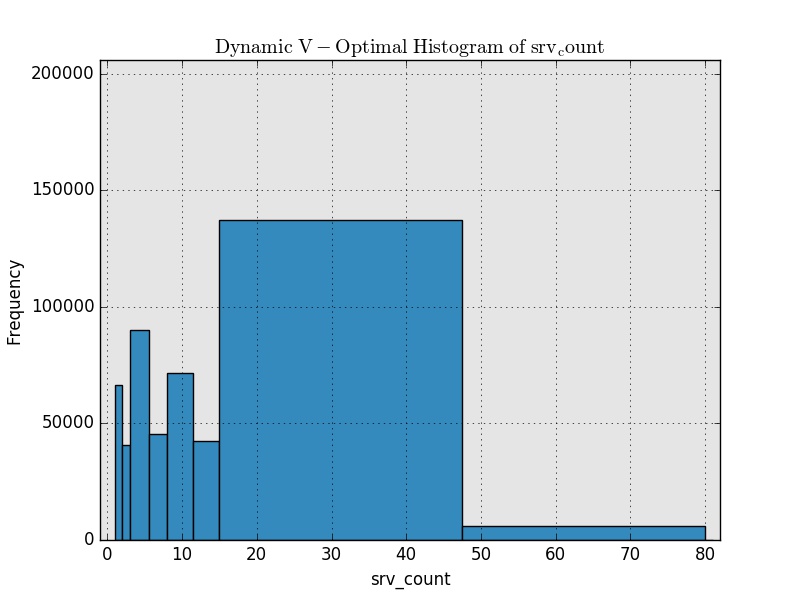 Dynamic V − Optimal Histogram of srv_count
200000
150000
100000
50000
0
Frequency
0 10 20 30 40 50 60 70 80
srv_count